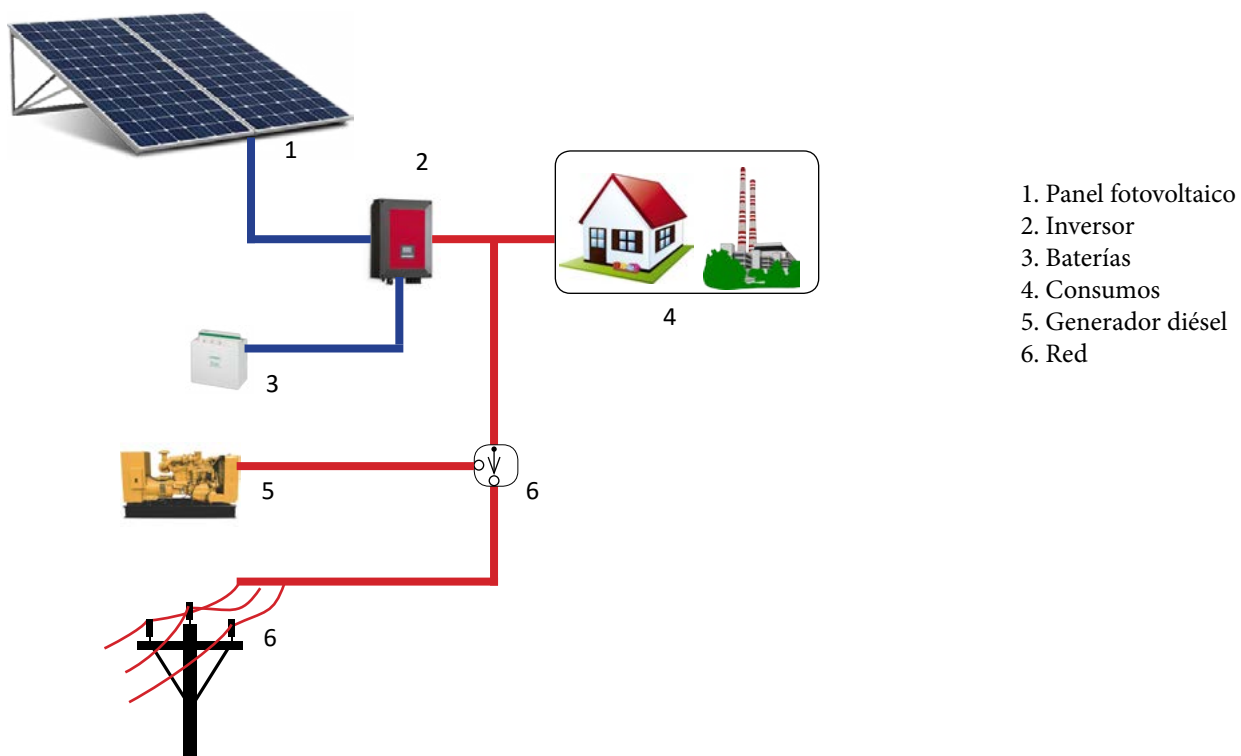 1
2
3
4
5
6
6
1. Panel fotovoltaico
2. Inversor
3. Baterías
4. Consumos
5. Generador diésel
6. Red